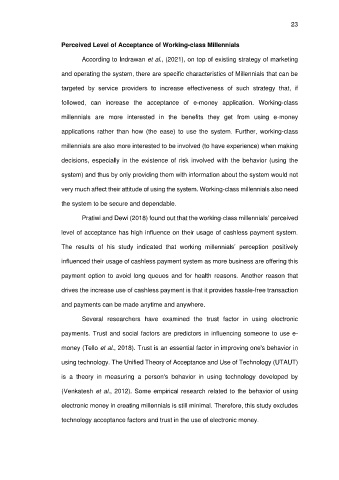 23
Perceived Level of Acceptance of Working-class Millennials
According to Indrawan et al., (2021), on top of existing strategy of marketing
and operating the system, there are specific characteristics of Millennials that can be
targeted by service providers to increase effectiveness of such strategy that, if
followed, can increase the acceptance of e-money application. Working-class
millennials are more interested in the benefits they get from using e-money
applications rather than how (the ease) to use the system. Further, working-class
millennials are also more interested to be involved (to have experience) when making
decisions, especially in the existence of risk involved with the behavior (using the
system) and thus by only providing them with information about the system would not
very much affect their attitude of using the system. Working-class millennials also need
the system to be secure and dependable.
Pratiwi and Dewi (2018) found out that the working-class millennials' perceived
level of acceptance has high influence on their usage of cashless payment system.
The results of his study indicated that working millennials' perception positively
influenced their usage of cashless payment system as more business are offering this
payment option to avoid long queues and for health reasons. Another reason that
drives the increase use of cashless payment is that it provides hassle-free transaction
and payments can be made anytime and anywhere.
Several researchers have examined the trust factor in using electronic
payments. Trust and social factors are predictors in influencing someone to use e-
money (Tello et al., 2018). Trust is an essential factor in improving one's behavior in
using technology. The Unified Theory of Acceptance and Use of Technology (UTAUT)
is a theory in measuring a person's behavior in using technology developed by
(Venkatesh et al., 2012). Some empirical research related to the behavior of using
electronic money in creating millennials is still minimal. Therefore, this study excludes
technology acceptance factors and trust in the use of electronic money.